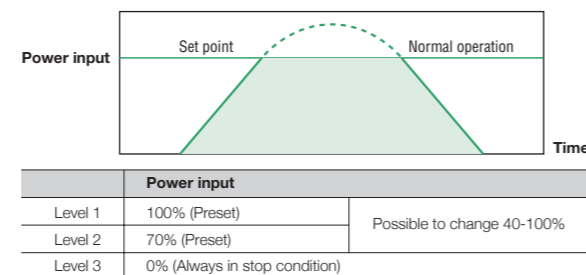 Set point Normal operation
Power input
Time
Power input
Level 1 100% (Preset)
Possible to change 40-100%
Level 2 70% (Preset)
Level 3 0% (Always in stop condition)